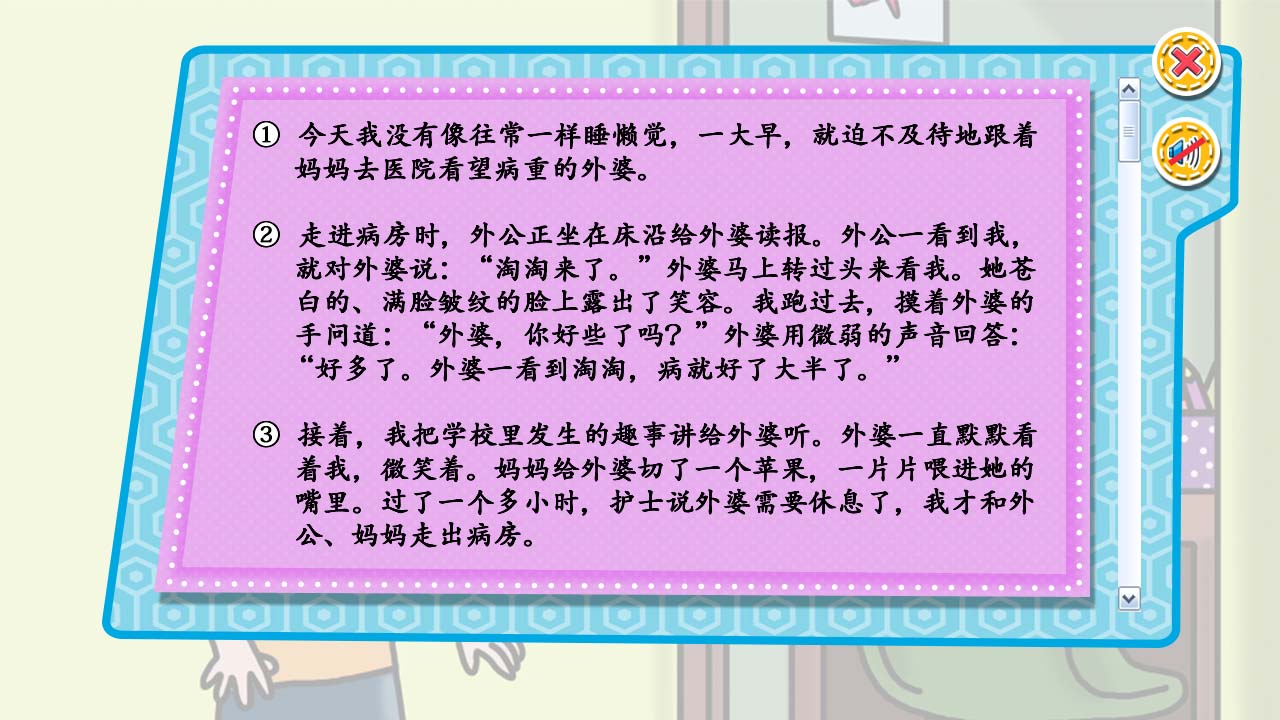 ① 今天我没有像往常一样睡懒觉，一大早，就迫不及待地跟着
妈妈去医院看望病重的外婆。
② 走进病房时，外公正坐在床沿给外婆读报。外公一看到我，
就对外婆说：“淘淘来了。”外婆马上转过头来看我。她苍
白的、满脸皱纹的脸上露出了笑容。我跑过去，摸着外婆的
手问道：“外婆，你好些了吗？”外婆用微弱的声音回答：
“好多了。外婆一看到淘淘，病就好了大半了。”
③ 接着，我把学校里发生的趣事讲给外婆听。外婆一直默默看
着我，微笑着。妈妈给外婆切了一个苹果，一片片喂进她的
嘴里。过了一个多小时，护士说外婆需要休息了，我才和外
公、妈妈走出病房。